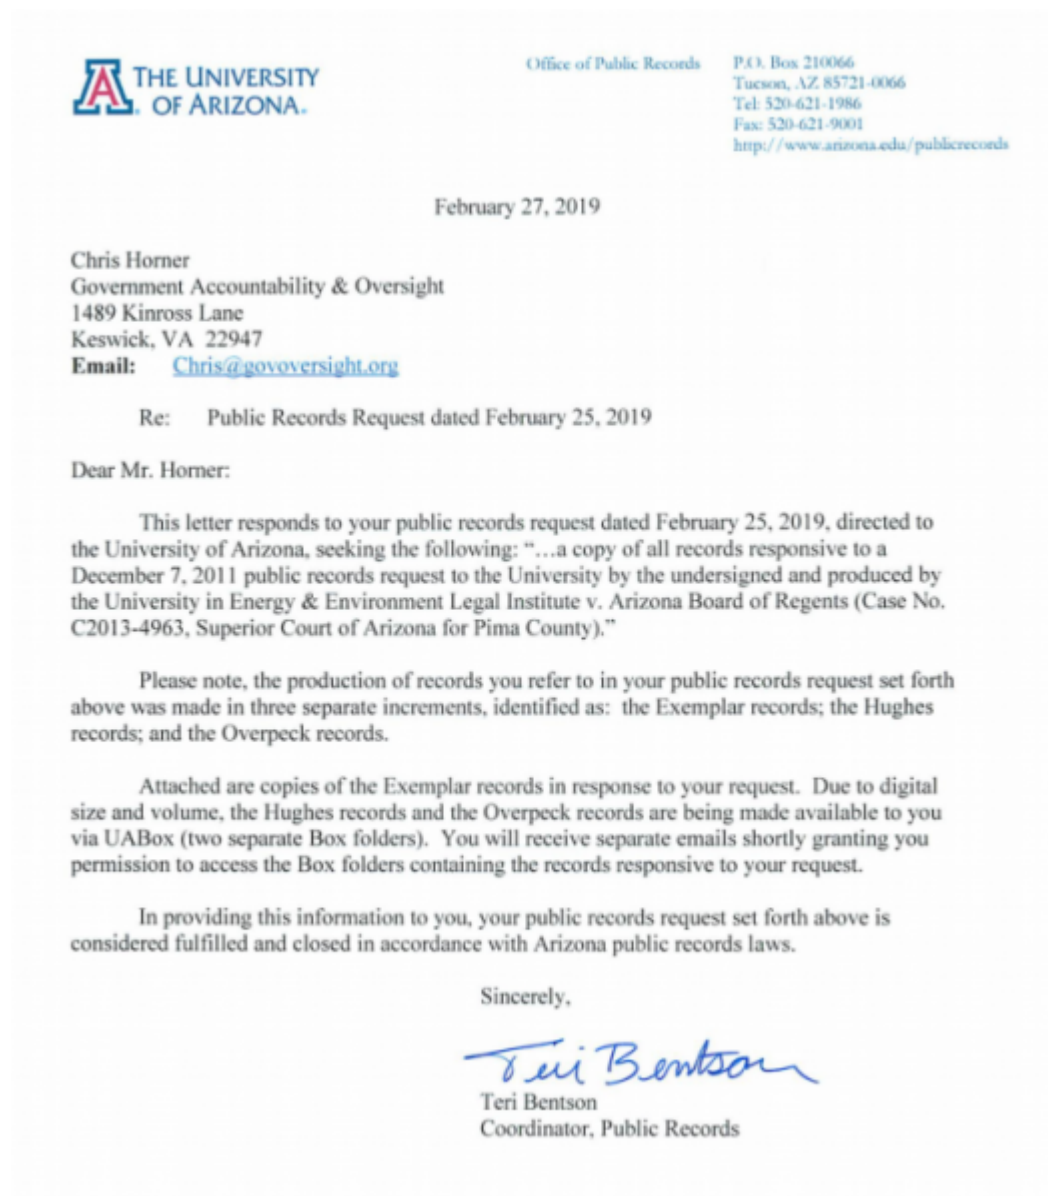 THE UNIVERSITY
OF ARIZONA.
Office of Public Records
P.O. Box 210066
Tucson, AZ 85721-0066
Tel: 520-621-1986
Fax: 520-621-9001
http://www.arizona.edu/publicrecords
February 27, 2019
Chris Horner
Government Accountability & Oversight
1489 Kinross Lane
Keswick, VA 22947
Email: Chris@govoversight.org
Re: Public Records Request dated February 25, 2019
Dear Mr. Horner:
This letter responds to your public records request dated February 25, 2019, directed to
the University of Arizona, seeking the following: “…a copy of all records responsive to a
December 7, 2011 public records request to the University by the undersigned and produced by
the University in Energy & Environment Legal Institute v. Arizona Board of Regents (Case No.
C2013-4963, Superior Court of Arizona for Pima County).”
Please note, the production of records you refer to in your public records request set forth
above was made in three separate increments, identified as: the Exemplar records; the Hughes
records; and the Overpeck records.
Attached are copies of the Exemplar records in response to your request. Due to digital
size and volume, the Hughes records and the Overpeck records are being made available to you
via UABox (two separate Box folders). You will receive separate emails shortly granting you
permission to access the Box folders containing the records responsive to your request.
In providing this information to you, your public records request set forth above is
considered fulfilled and closed in accordance with Arizona public records laws.
Sincerely,
Teri Bentson
Teri Bentson
Coordinator, Public Records